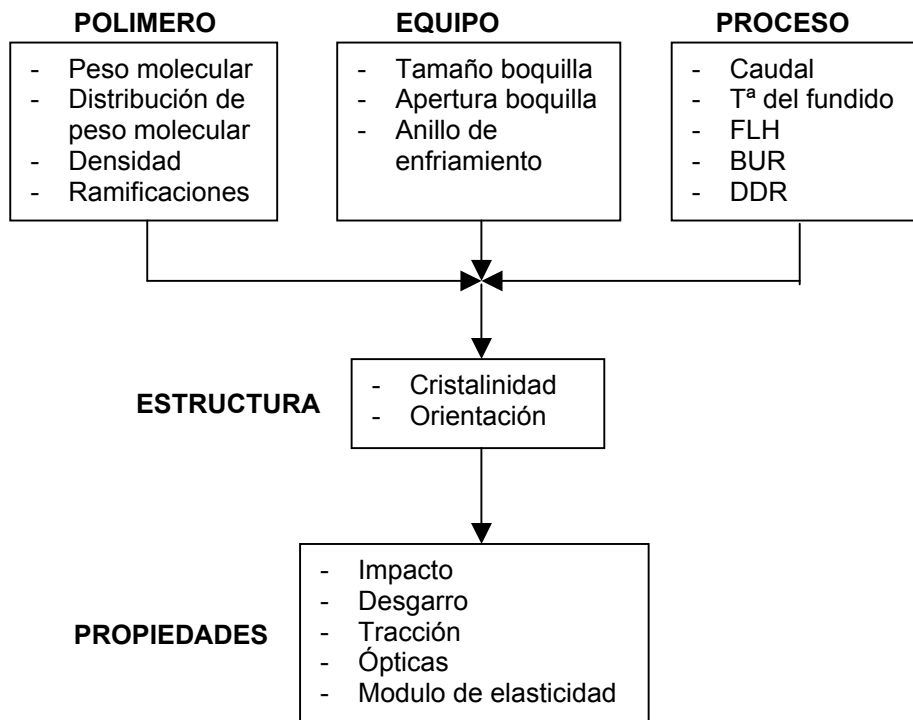 POLIMERO
- Peso molecular
- Distribución de
peso molecular
- Densidad
- Ramificaciones
EQUIPO
- Tamaño boquilla
- Apertura boquilla
- Anillo de
enfriamiento
PROCESO
- Caudal
- Tª del fundido
- FLH
- BUR
- DDR
ESTRUCTURA
- Cristalinidad
- Orientación
PROPIEDADES
- Impacto
- Desgarro
- Tracción
- Ópticas
- Modulo de elasticidad